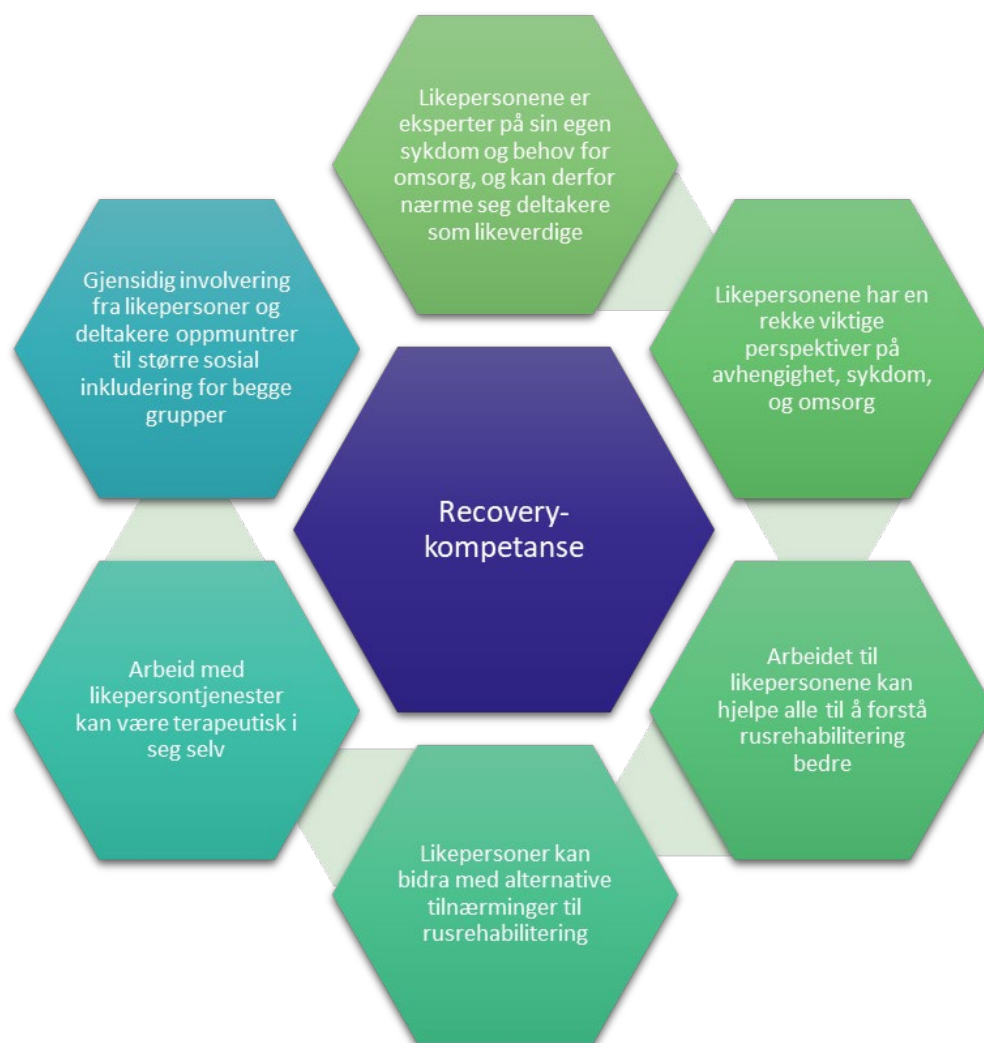 Likepersonene er
eksperter på sin egen
sykdom og behov for
omsorg, og kan derfor
nærme seg deltakere
som likeverdige
Likepersonene har en
rekke viktige
perspektiver på
avhengighet, sykdom,
og omsorg
Arbeidet til
likepersonene kan
hjelpe alle til å forstå
rusrehabilitering
bedre
Likepersoner kan
bidra med alternative
tilnærminger til
rusrehabilitering
Arbeid med
likepersontjenester
kan være terapeutisk i
seg selv
Gjensidig involvering
fra likepersoner og
deltakere oppmuntrer
til større sosial
inkludering for begge
grupper
Recovery-
kompetanse